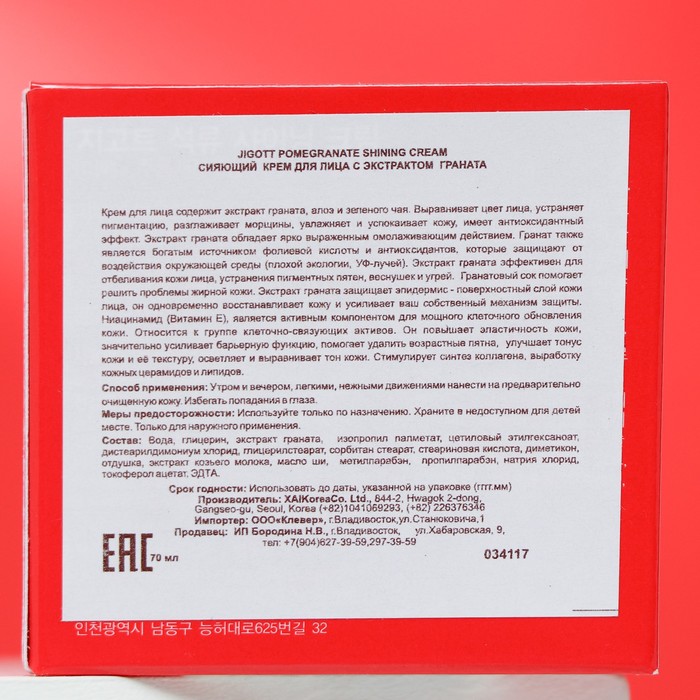 JIGOTT POMEGRANATE SHINING CREAM
СИЯЮЩИЙ КРЕМ ДЛЯ ЛИЦА С ЭКСТРАКТОМ ГРАНАТА
Крем для лица содержит экстракт граната, алоэ и зеленого чая. Выравнивает цвет лица, устраняет
пигментацию, разглаживает морщины, увлажняет и успокаивает кожу, имеет антиоксидантный
эффект. Экстракт граната обладает ярко выраженным омолаживающим действием. Гранат также
является богатым источником фолиевой кислоты и антиоксидантов, которые защищают от
воздействия окружающей среды (плохой экологии, УФ-лучей). Экстракт граната эффективен для
отбеливания кожи лица, устранения пигментных пятен, веснушек и угрей. Гранатовый сок помогает
решить проблемы жирной кожи. Экстракт граната защищает эпидермис - поверхностный слой кожи
лица, он одновременно восстанавливает кожу и усиливает ваш собственный механизм защиты.
Ниацинамид (Витамин Е), является активным компонентом для мощного клеточного обновления
кожи. Относится к группе клеточно-связующих активов. Он повышает эластичность кожи,
значительно усиливает барьерную функцию, помогает удалить возрастные пятна, улучшает тонус
кожи и её текстуру, осветляет и выравнивает тон кожи. Стимулирует синтез коллагена, выработку
кожных церамидов и липидов.
Способ применения: Утром и вечером, легкими, нежными движениями нанести на предварительно
очищенную кожу. Избегать попадания в глаза.
Меры предосторожности: Используйте только по назначению. Храните в недоступном для детей
месте. Только для наружного применения.
Состав: Вода, глицерин, экстракт граната, изопропил палметат, цетиловый этилгексаноат,
дистеарилдимониум хлорид, глицерилстеарат, сорбитан стеарат, стеариновая кислота, диметикон,
отдушка, экстракт козьего молока, масло ши, метилпарабэн, пропилпарабэн, натрия хлорид,
токоферол ацетат, ЭДТА.
Срок годности: Использовать до даты, указанной на упаковке (ггг.мм)
Производитель: XAIKoreaCo. Ltd., 844-2, Hwagok 2-dong,
Gangseo-gu, Seoul, Korea (+82)1041069293, (+82) 226376346
Импортер: ООО«Клевер», г.Владивосток,ул.Станюковича,1
Продавец: ИП Бородина Н.В., г.Владивосток, ул.Хабаровская, 9,
тел: +7(904)627-39-59,297-39-59
EAC 70 мл 034117
인천광역시 남동구 능허대로625번길 32